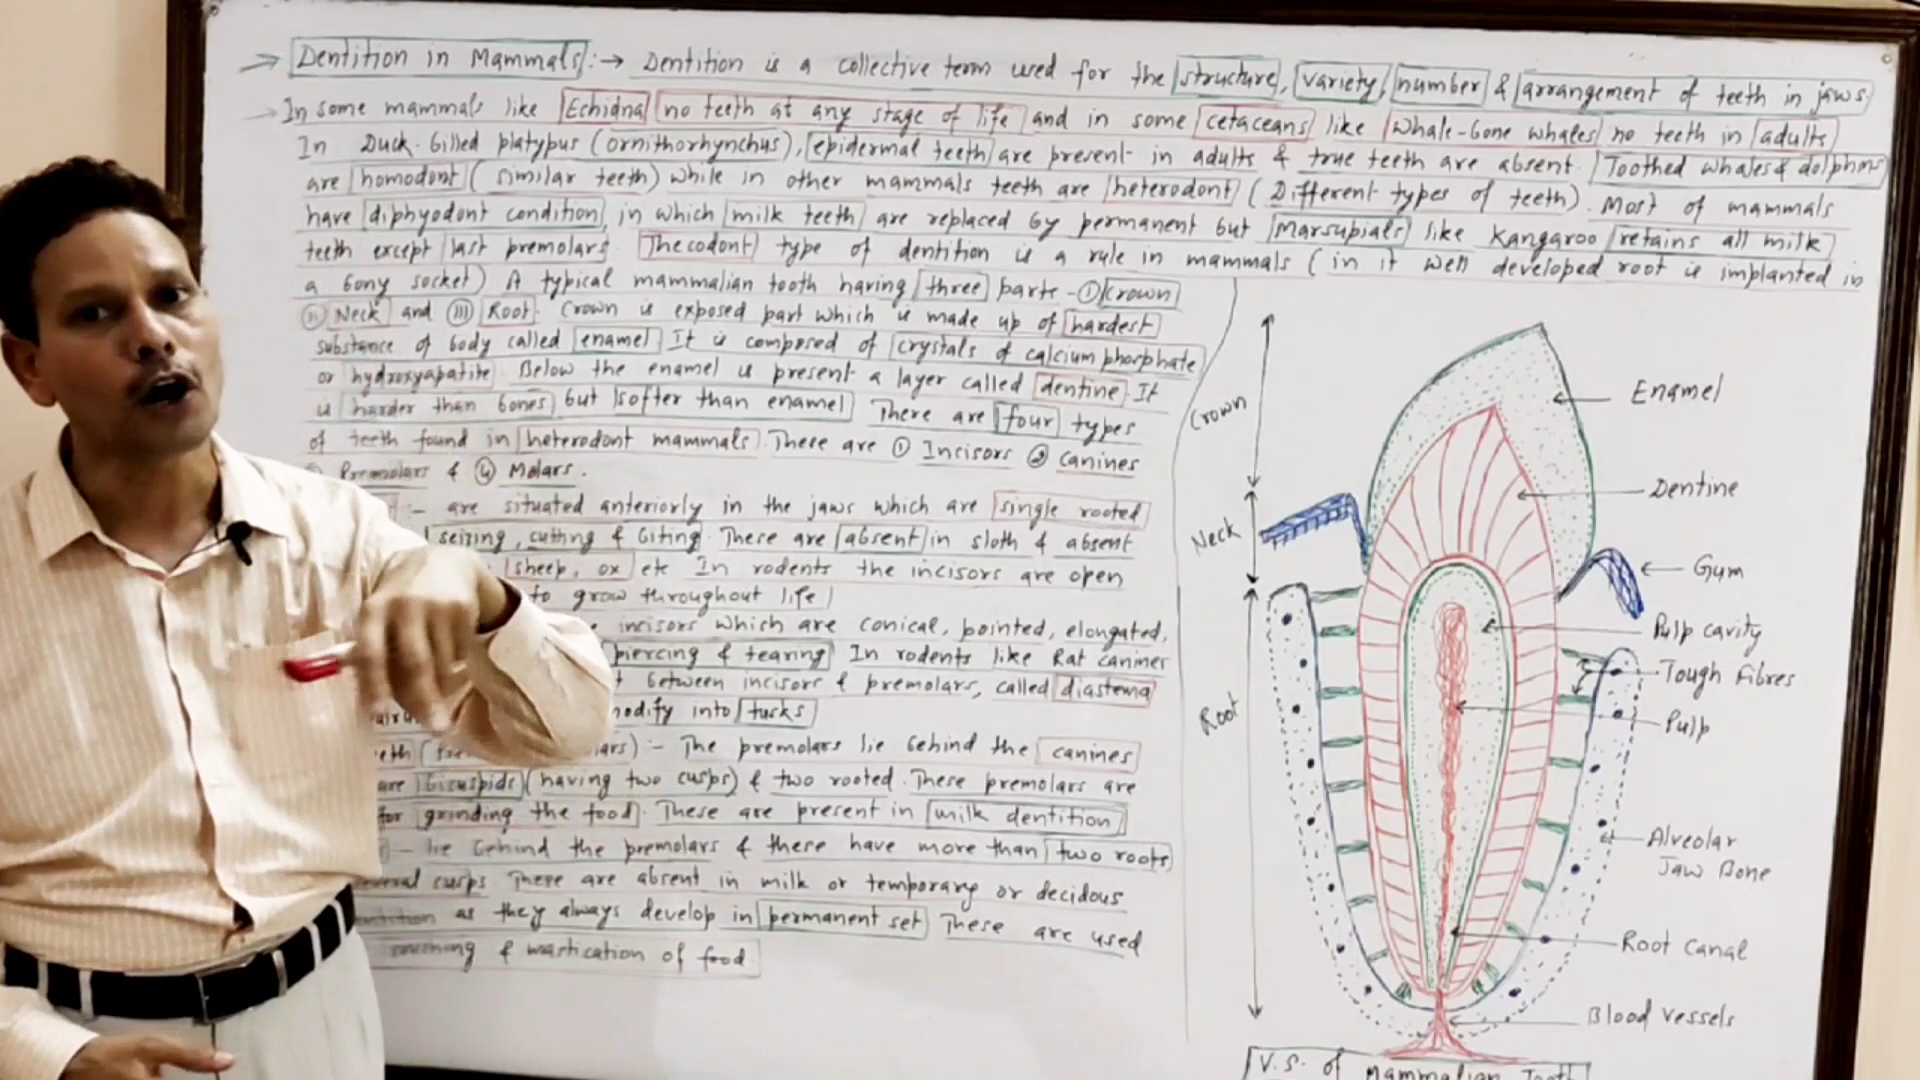 Dentition in Mammals :→ Dentition is a collective term used for the structure, variety, number & arrangement of teeth in jaws.
→ In some mammals like Echidna no teeth at any stage of life and in some cetaceans like whale-bone whales no teeth in adults
In Duck-billed platypus (ornithorhynchus), epidermal teeth are present in adults & true teeth are absent. Toothed whales & dolphins
are homodont (similar teeth) while in other mammals teeth are heterodont (Different types of teeth). Most of mammals
have diphyodont condition, in which milk teeth are replaced by permanent but Marsupials like Kangaroo retains all milk
teeth except last premolars. Thecodont type of dentition is a rule in mammals (in it well developed root is implanted in
a bony socket) A typical mammalian tooth having three parts - ① Crown
ⓘⓘ Neck and ⓘⓘⓘ Root. Crown is exposed part which is made up of hardest
substance of body called enamel It is composed of crystals of calcium phosphate
or hydroxyapatite. Below the enamel is present a layer called dentine. It
is harder than bones but softer than enamel There are four types
of teeth found in heterodont mammals. These are ① Incisors ② Canines
Premolars & ④ Molars.
:- are situated anteriorly in the jaws which are single rooted
seizing, cutting & biting. These are absent in sloth & absent
sheep, ox etc In rodents the incisors are open
to grow throughout life
incisors which are conical, pointed, elongated,
piercing & tearing In rodents like Rat canines
between incisors & premolars, called diastema
modify into tusks
:- The premolars lie behind the canines
are bicuspids (having two cusps) & two rooted. These premolars are
for grinding the food. These are present in milk dentition
- lie behind the premolars & these have more than two roots
cusps These are absent in milk or temporary or decidous
as they always develop in permanent set These are used
& mastication of food
Crown
Neck
Root
Enamel
Dentine
Gum
Pulp cavity
Tough Fibres
Pulp
Alveolar
Jaw Bone
Root canal
Blood vessels
V.S. of Mammalian Tooth